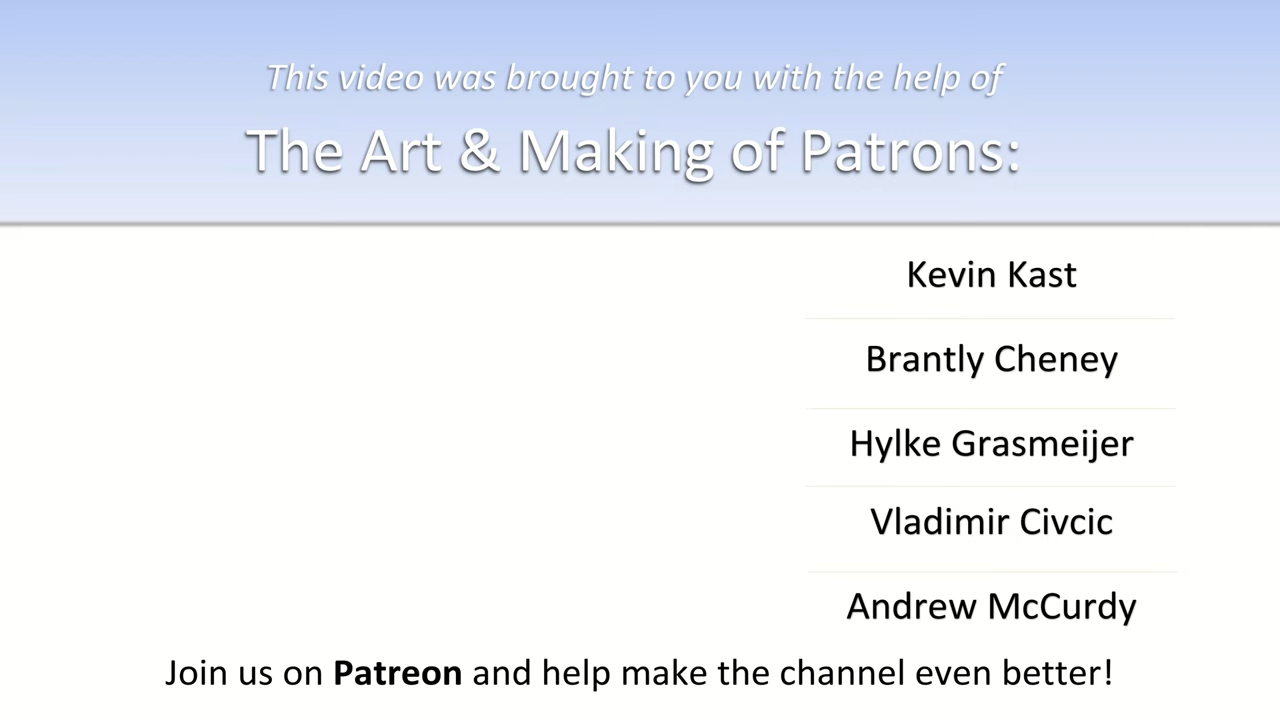 This video was brought to you with the help of
The Art & Making of Patrons:
Kevin Kast
Brantly Cheney
Hylke Grasmeijer
Vladimir Civcic
Andrew McCurdy
Join us on Patreon and help make the channel even better!